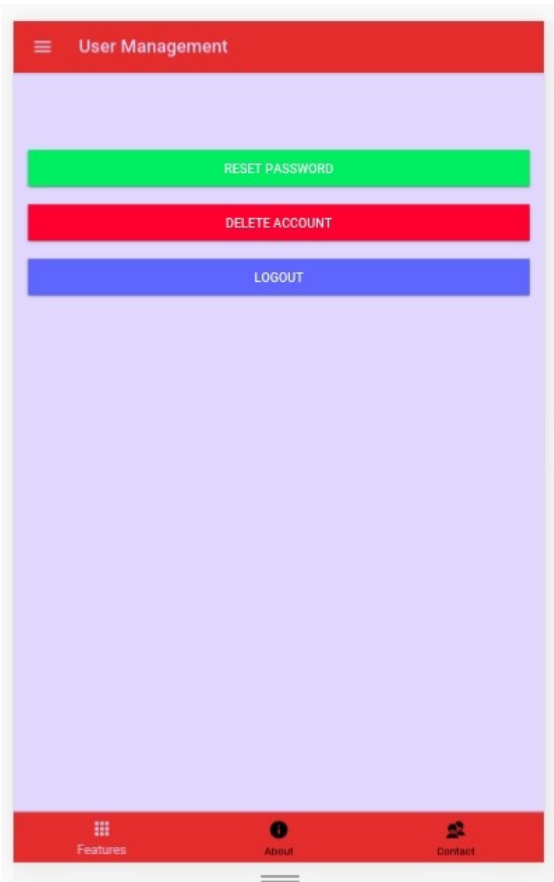 User Management
RESET PASSWORD
DELETE ACCOUNT
LOGOUT
Features
About
Contact